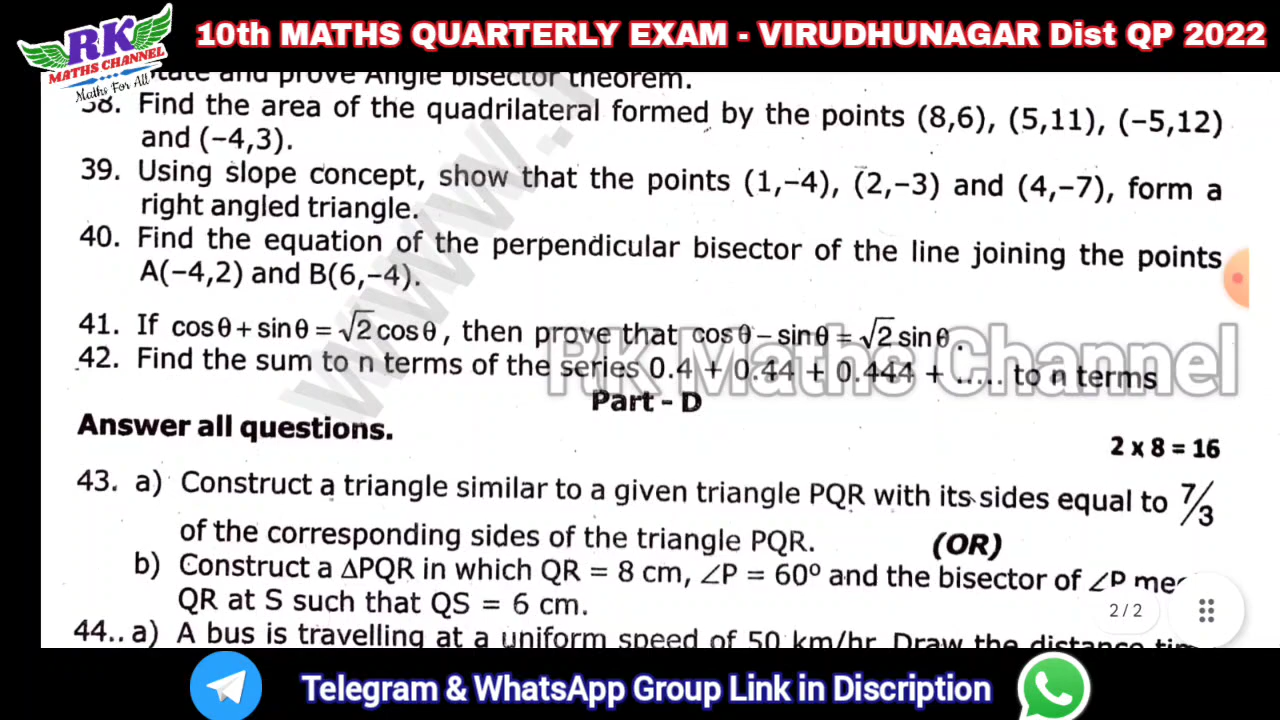 RK
MATHS CHANNEL
Maths For All
10th MATHS QUARTERLY EXAM - VIRUDHUNAGAR Dist QP 2022
and prove Angle bisector theorem.
38. Find the area of the quadrilateral formed by the points (8,6), (5,11), (−5,12)
and (−4,3).
39. Using slope concept, show that the points (1,−4), (2,−3) and (4,−7), form a
right angled triangle.
40. Find the equation of the perpendicular bisector of the line joining the points
A(−4,2) and B(6,−4).
41. If cosθ + sinθ = √2 cosθ, then prove that cosθ − sinθ = √2 sinθ.
RK Maths Channel
42. Find the sum to n terms of the series 0.4 + 0.44 + 0.444 + ..... to n terms
www.
Part - D
Answer all questions.
2 x 8 = 16
43. a) Construct a triangle similar to a given triangle PQR with its sides equal to 7/3
of the corresponding sides of the triangle PQR. (OR)
b) Construct a ΔPQR in which QR = 8 cm, ∠P = 60° and the bisector of ∠P
QR at S such that QS = 6 cm.
2 / 2
44.. a) A bus is travelling at a uniform speed of 50 km/hr. Draw the distance
Telegram & WhatsApp Group Link in Discription